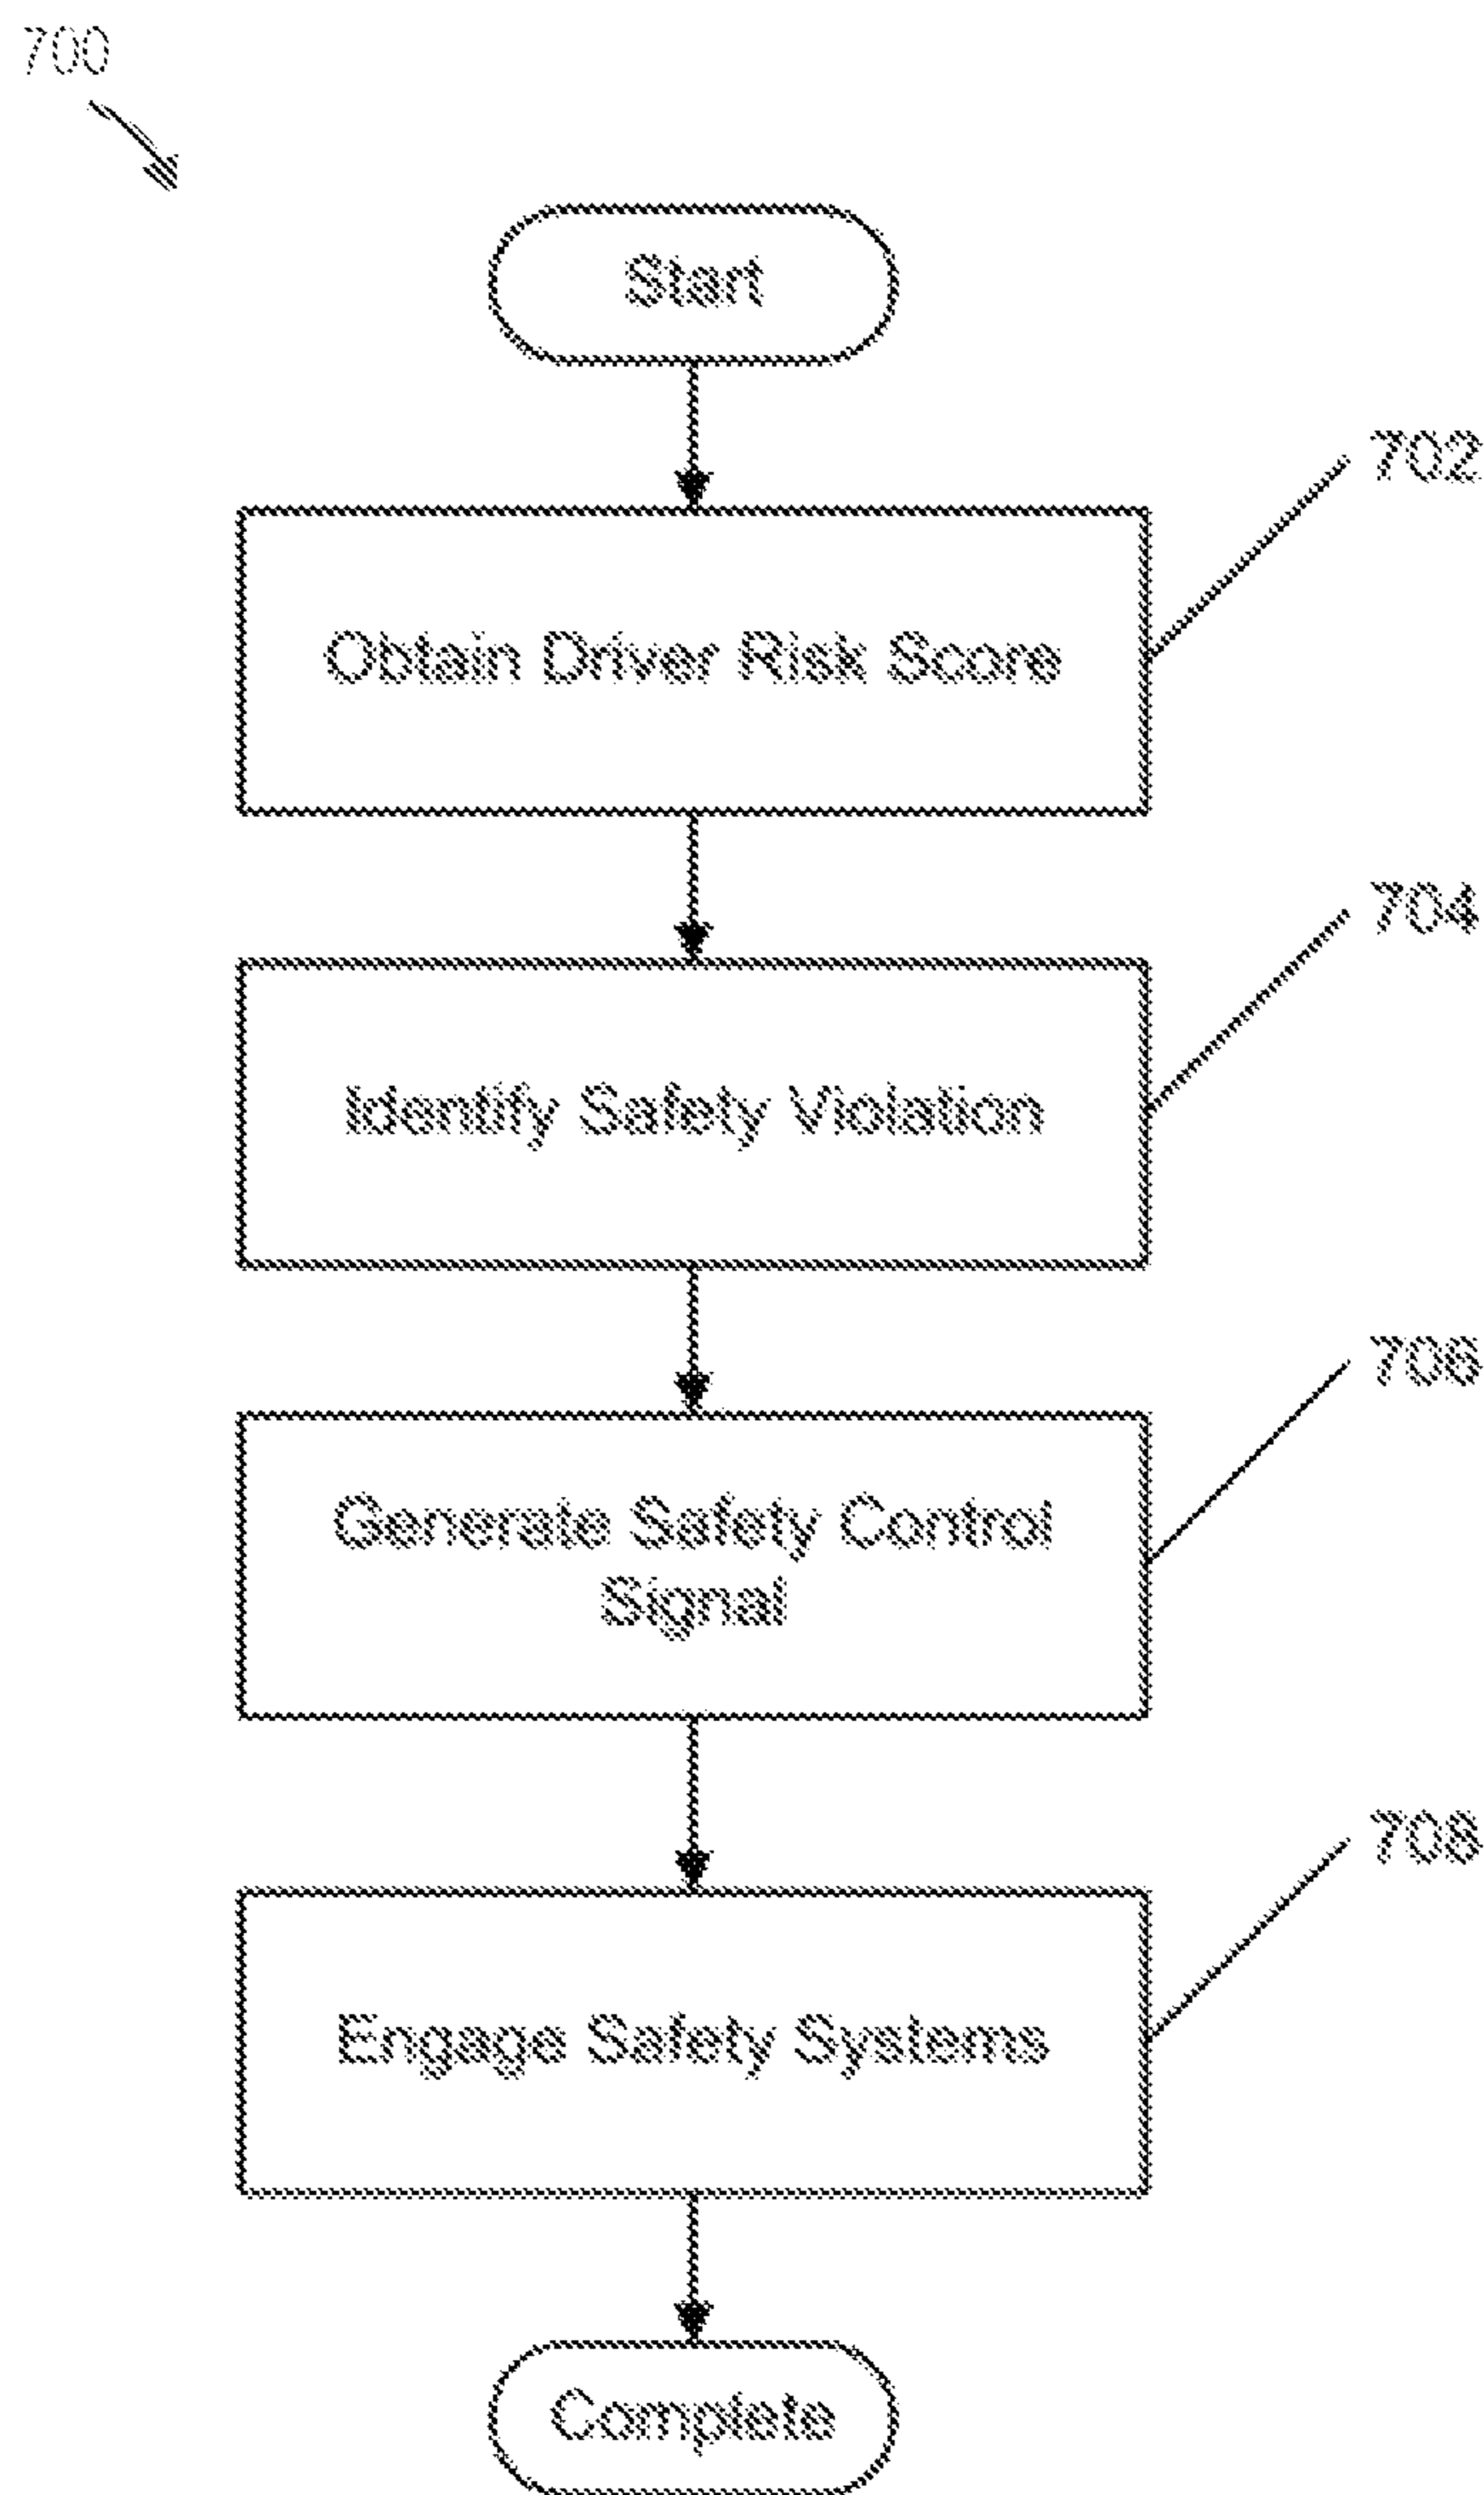 700
Start
702
Obtain Driver Risk Score
704
Identify Safety Violation
706
Generate Safety Control
Signal
708
Engage Safety Systems
Complete